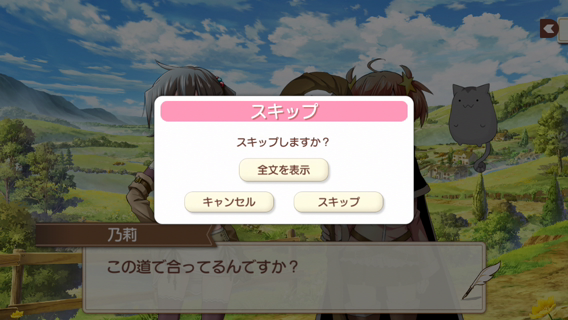 スキップ
スキップしますか？
全文を表示
キャンセル
スキップ
乃莉
この道で合ってるんですか？